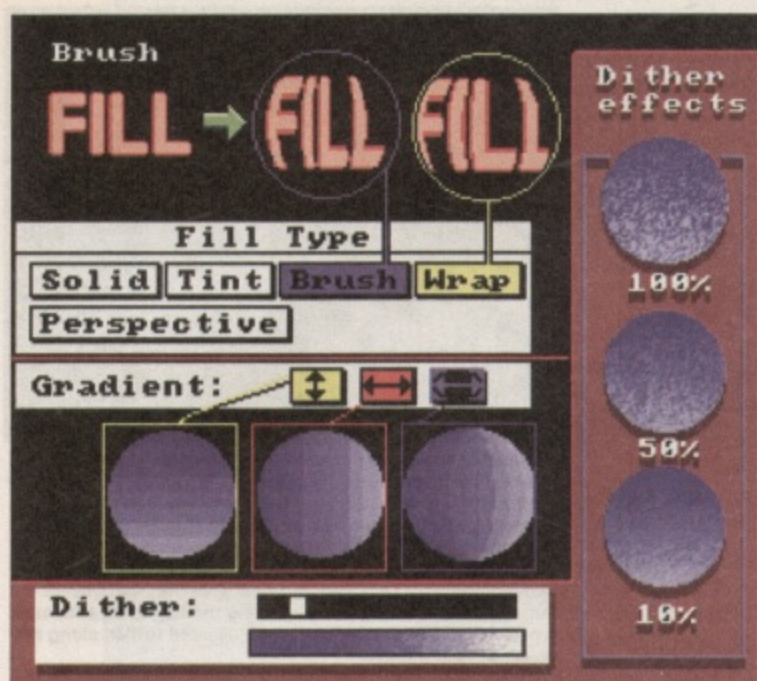 Brush
FILL FILL FILL
Fill Type
Solid Tint Brush Wrap
Perspective
Gradient:
Dither:
Dither
effects
100%
50%
10%